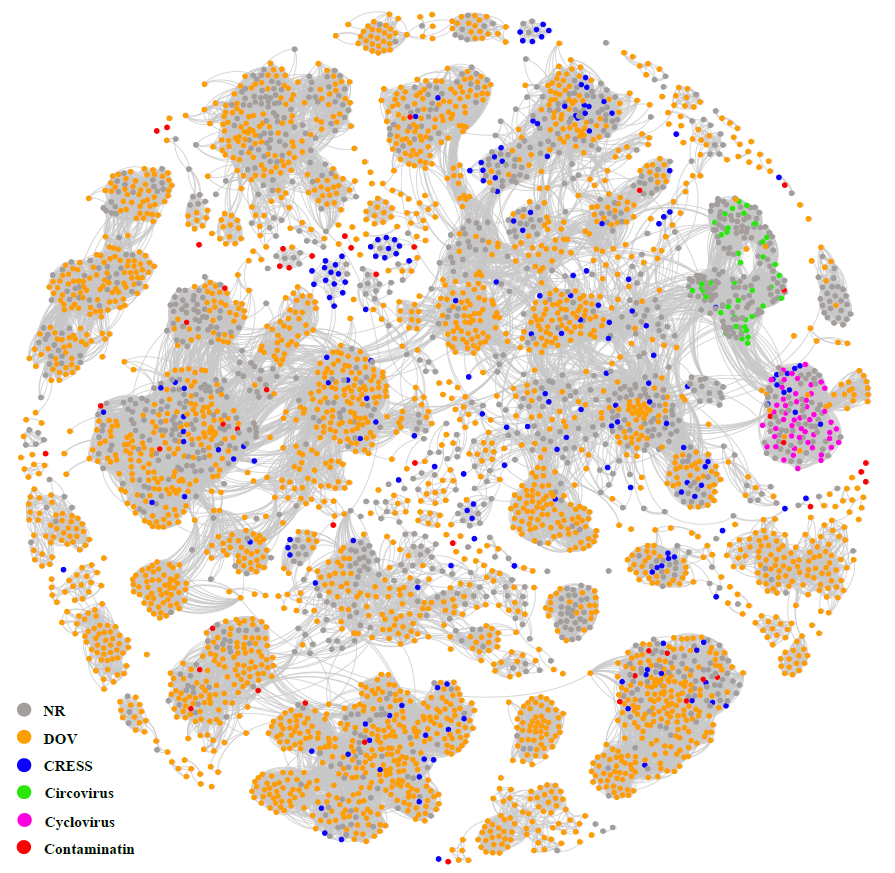 NR
DOV
CRESS
Circovirus
Cyclovirus
Contaminatin